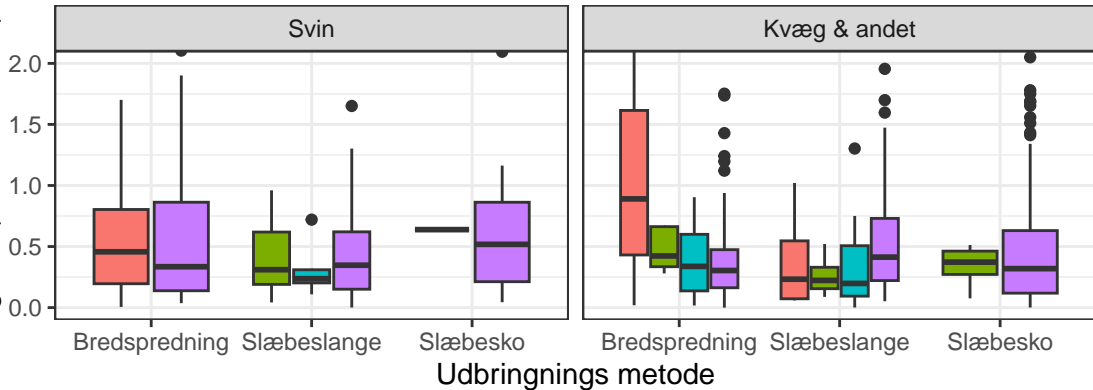 Svin Kvæg & andet
2.0
1.5
1.0
0.5
0.0
Bredspredning Slæbeslange Slæbesko Bredspredning Slæbeslange Slæbesko
Udbringnings metode